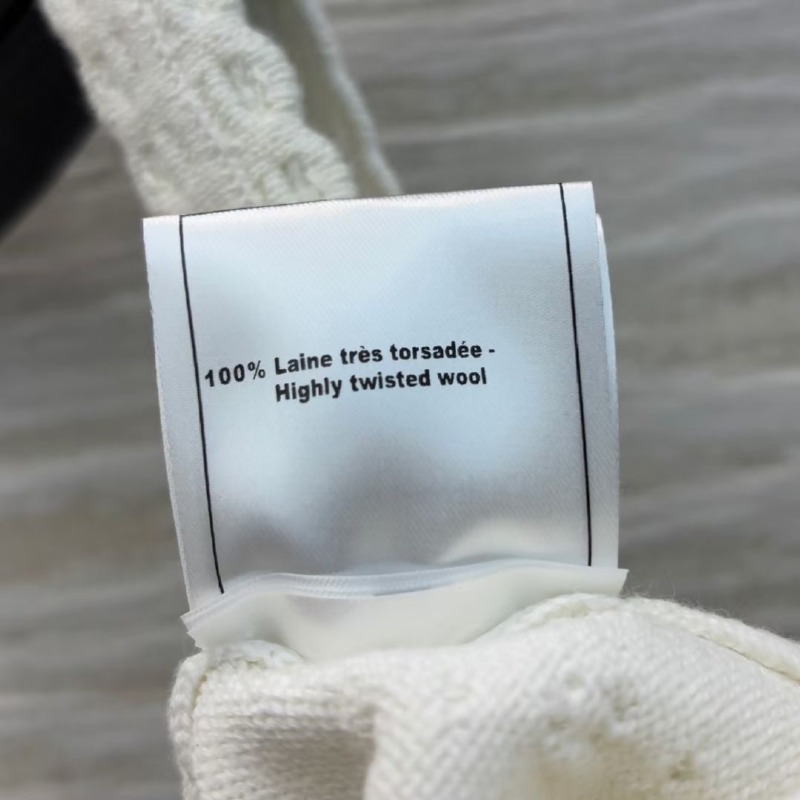 100% Laine très torsadée -
Highly twisted wool